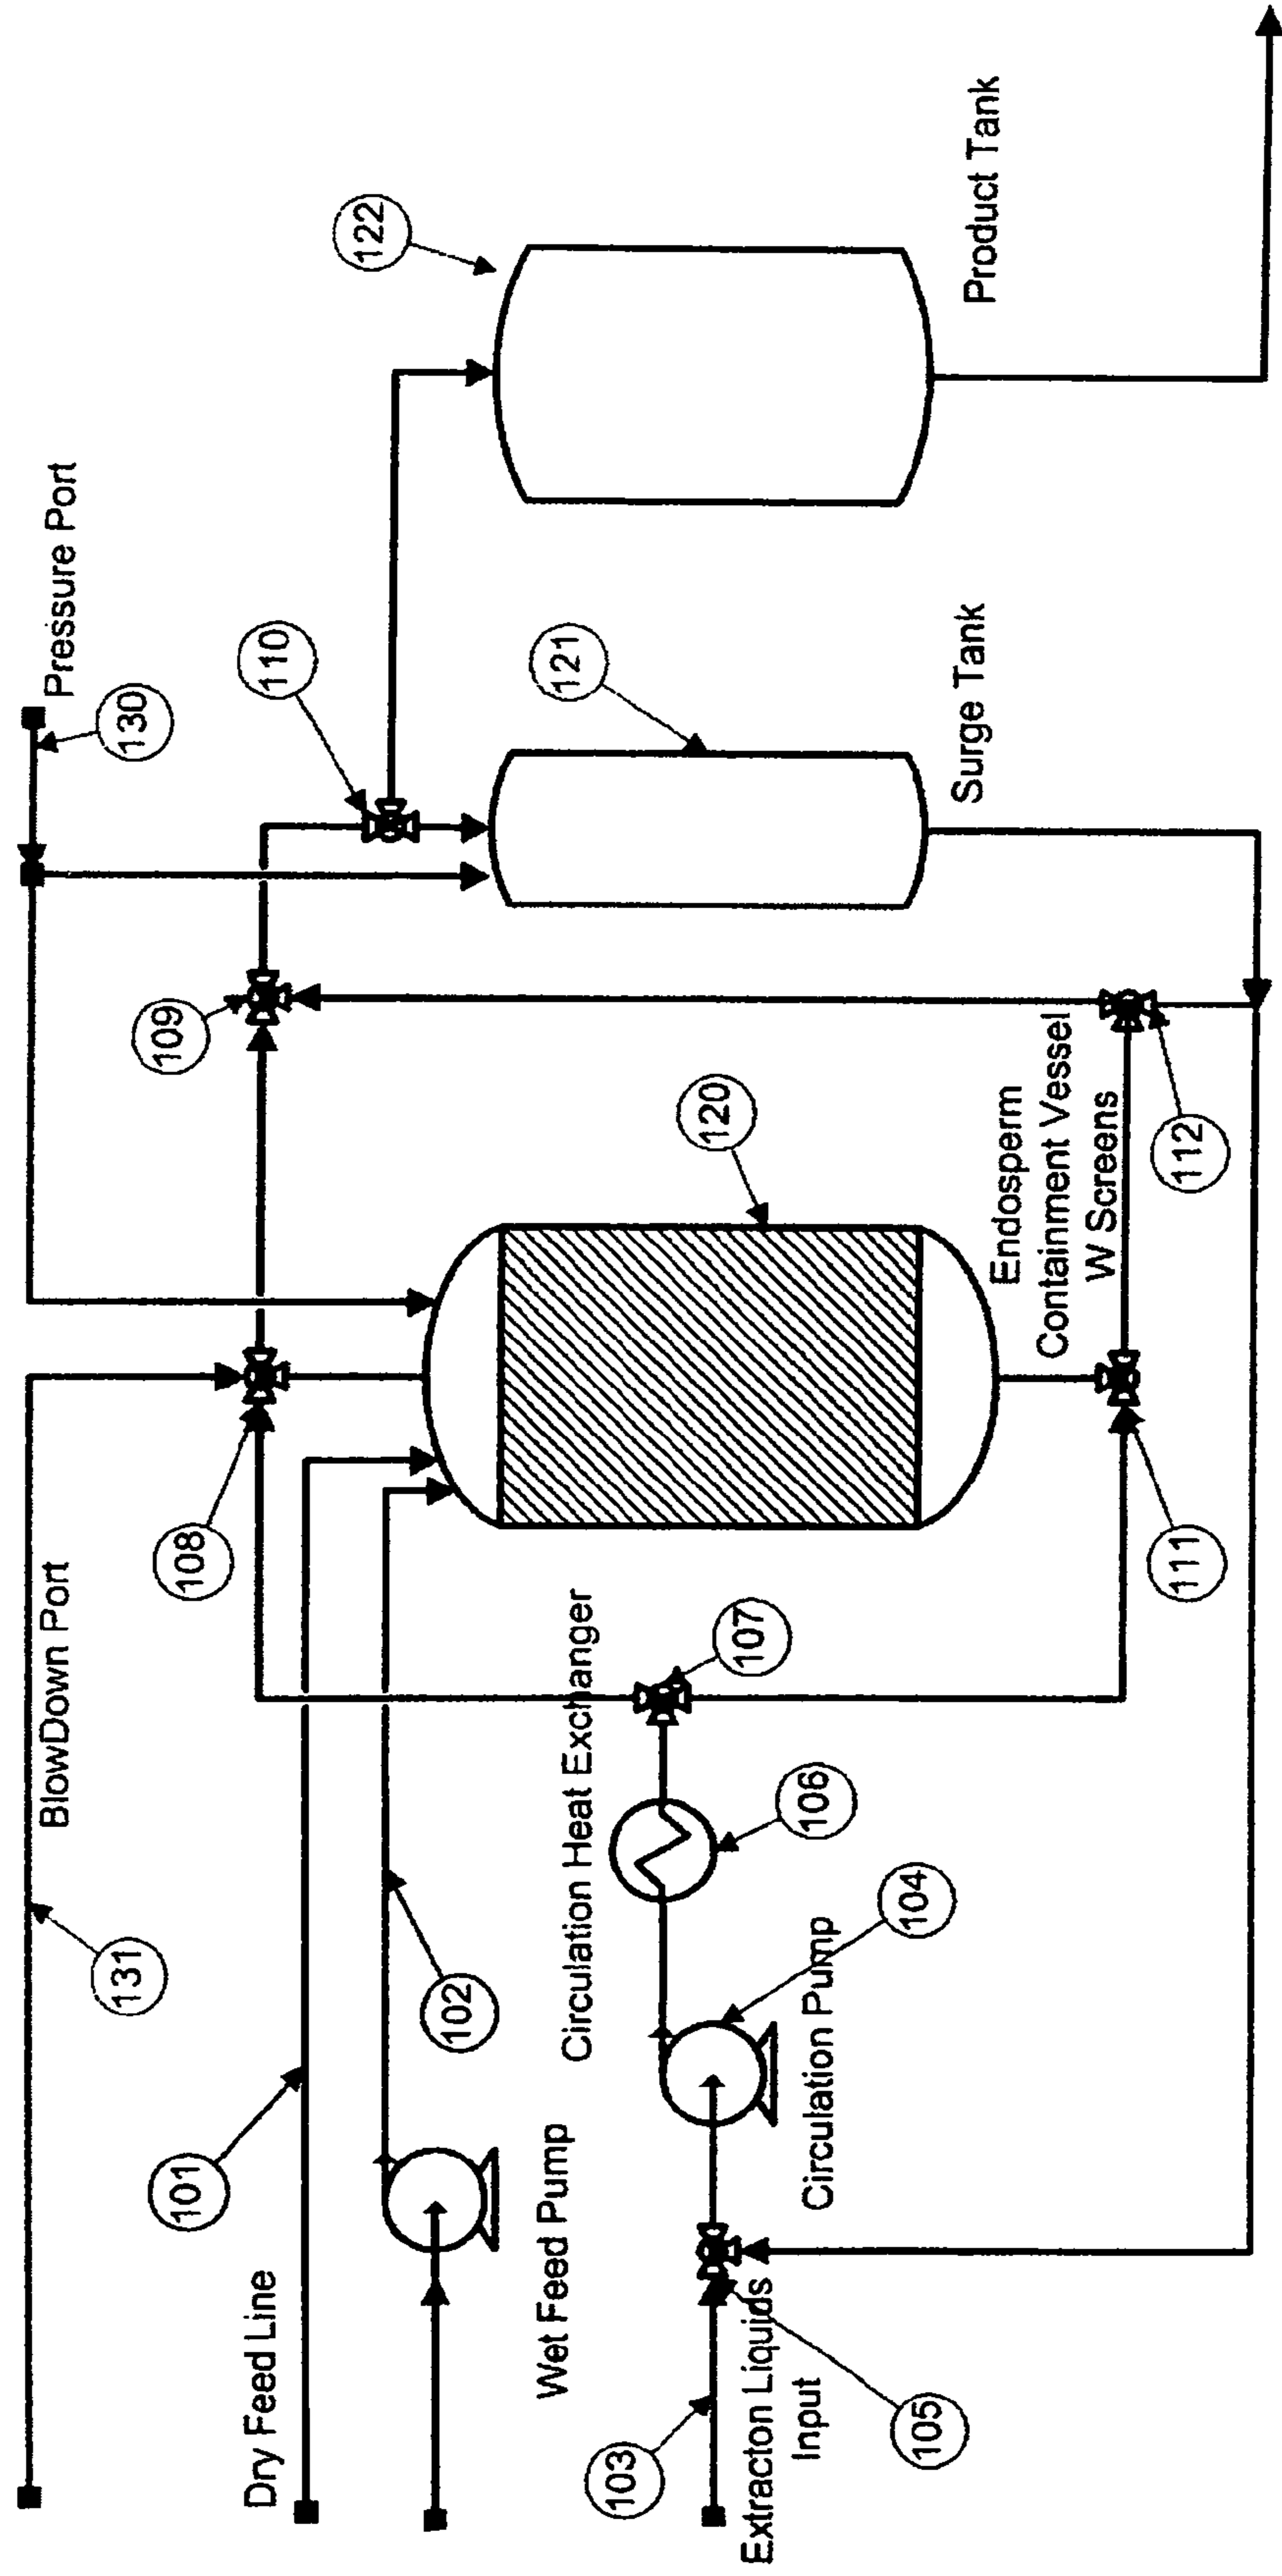 BlowDown Port
Pressure Port
131
130
101
108
109
110
122
Dry Feed Line
102
Wet Feed Pump
Circulation Heat Exchanger
107
106
104
120
121
103
Extracton Liquids
Input
105
Circulation Pump
111
Endosperm
Containment Vessel
W Screens
112
Surge Tank
Product Tank